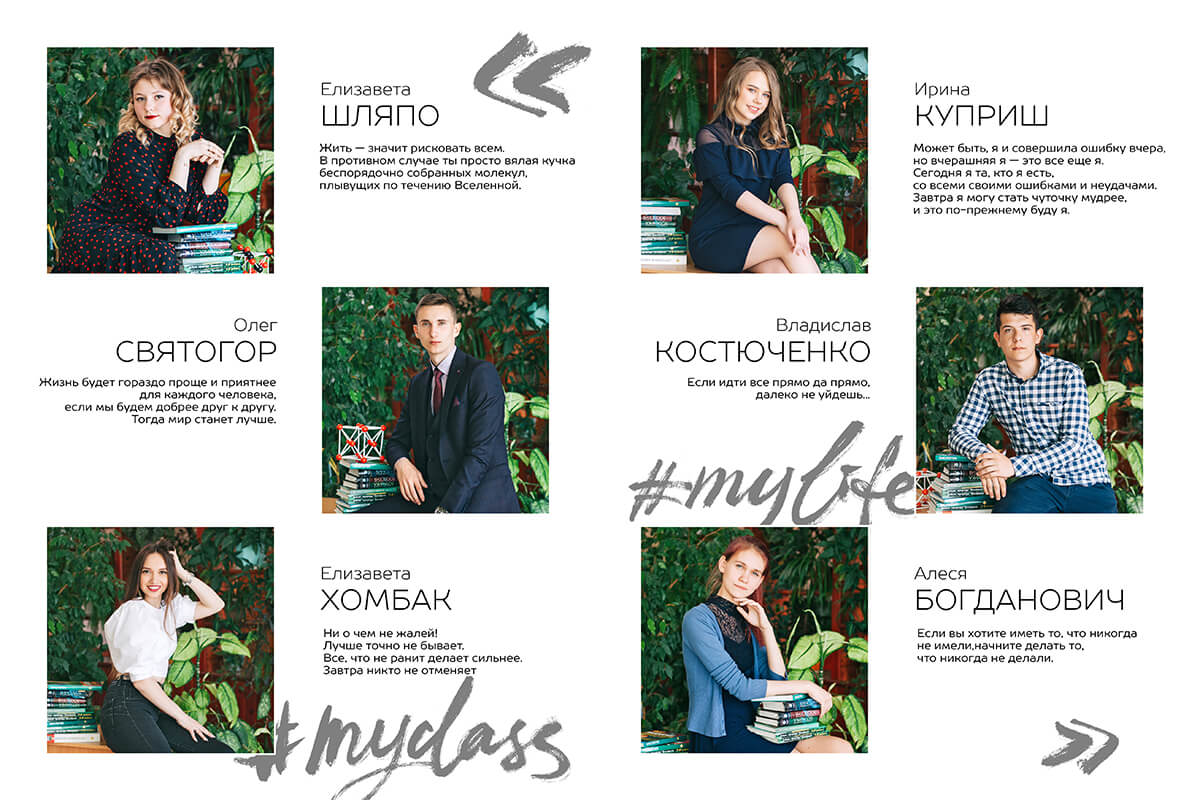 Елизавета
ШЛЯПО
Жить — значит рисковать всем.
В противном случае ты просто вялая кучка
беспорядочно собранных молекул,
плывущих по течению Вселенной.
Олег
СВЯТОГОР
Жизнь будет гораздо проще и приятнее
для каждого человека,
если мы будем добрее друг к другу.
Тогда мир станет лучше.
Елизавета
ХОМБАК
Ни о чем не жалей!
Лучше точно не бывает.
Все, что не ранит делает сильнее.
Завтра никто не отменяет
#myclass
Ирина
КУПРИШ
Может быть, я и совершила ошибку вчера,
но вчерашняя я — это все еще я.
Сегодня я та, кто я есть,
со всеми своими ошибками и неудачами.
Завтра я могу стать чуточку мудрее,
и это по-прежнему буду я.
Владислав
КОСТЮЧЕНКО
Если идти все прямо да прямо,
далеко не уйдешь...
#mylife
Алеся
БОГДАНОВИЧ
Если вы хотите иметь то, что никогда
не имели,начните делать то,
что никогда не делали.